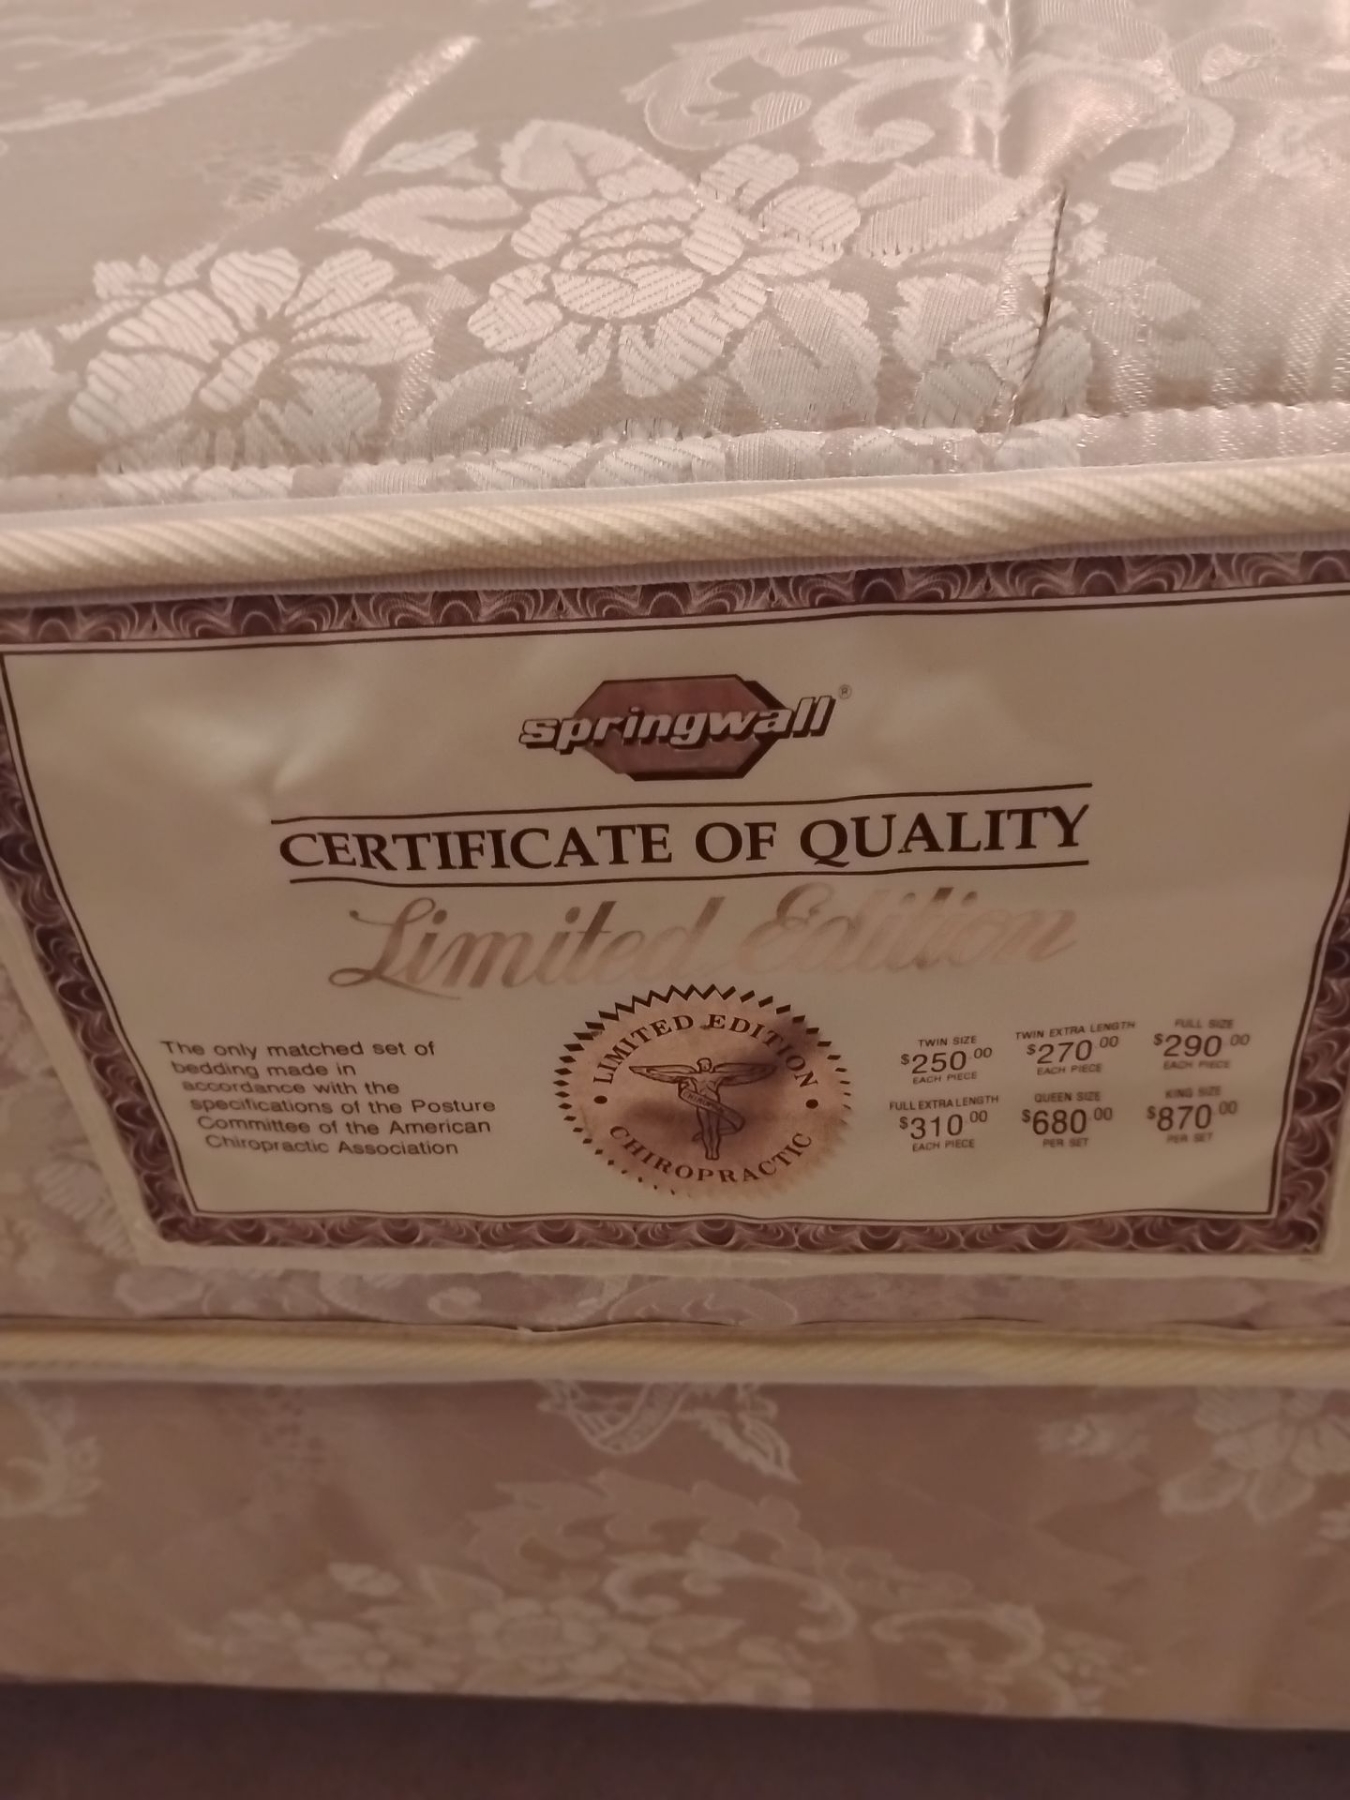 springwall®
CERTIFICATE OF QUALITY
Limited Edition
The only matched set of
bedding made in
accordance with the
specifications of the Posture
Committee of the American
Chiropractic Association
LIMITED EDITION
CHIROPRACTIC
TWIN SIZE
$250.00
EACH PIECE
TWIN EXTRA LENGTH
$270.00
EACH PIECE
FULL SIZE
$290.00
EACH PIECE
FULL EXTRA LENGTH
$310.00
EACH PIECE
QUEEN SIZE
$680.00
PER SET
KING SIZE
$870.00
PER SET